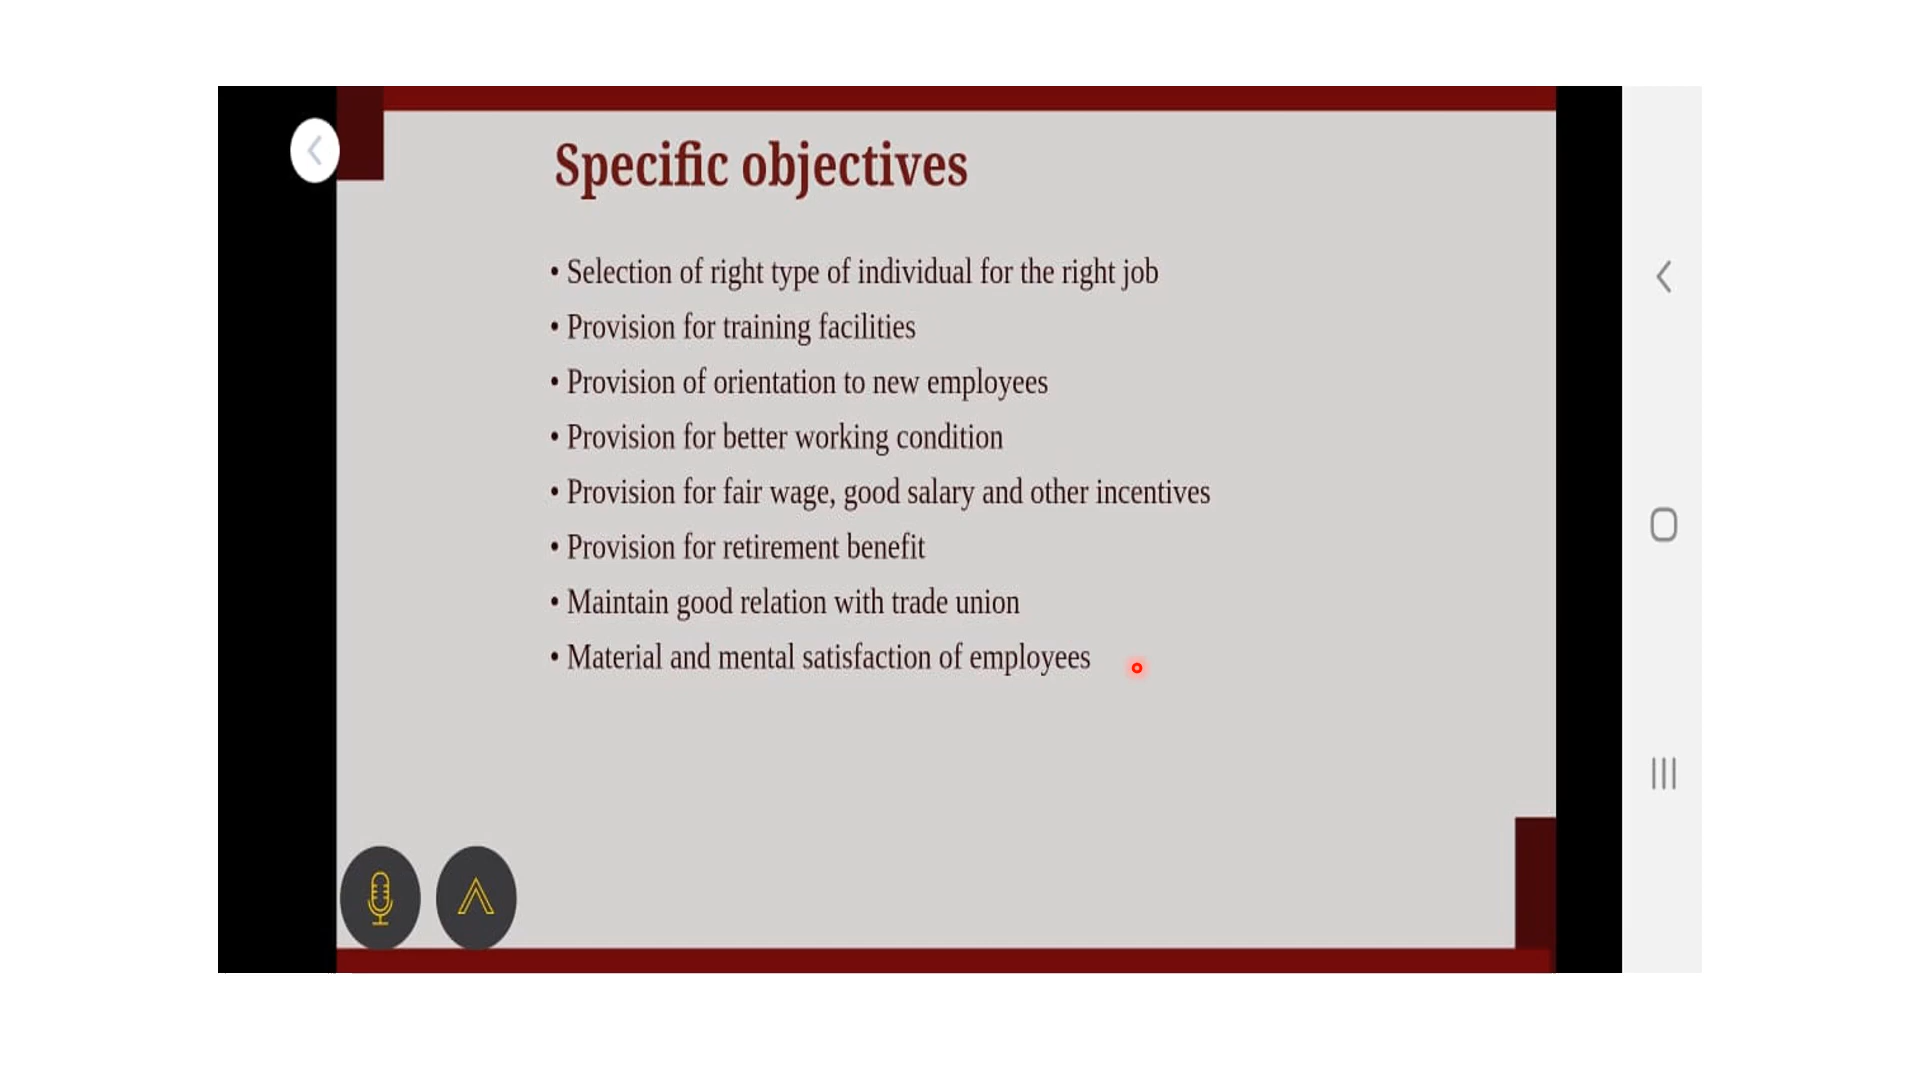 Specific objectives
• Selection of right type of individual for the right job
• Provision for training facilities
• Provision of orientation to new employees
• Provision for better working condition
• Provision for fair wage, good salary and other incentives
• Provision for retirement benefit
• Maintain good relation with trade union
• Material and mental satisfaction of employees